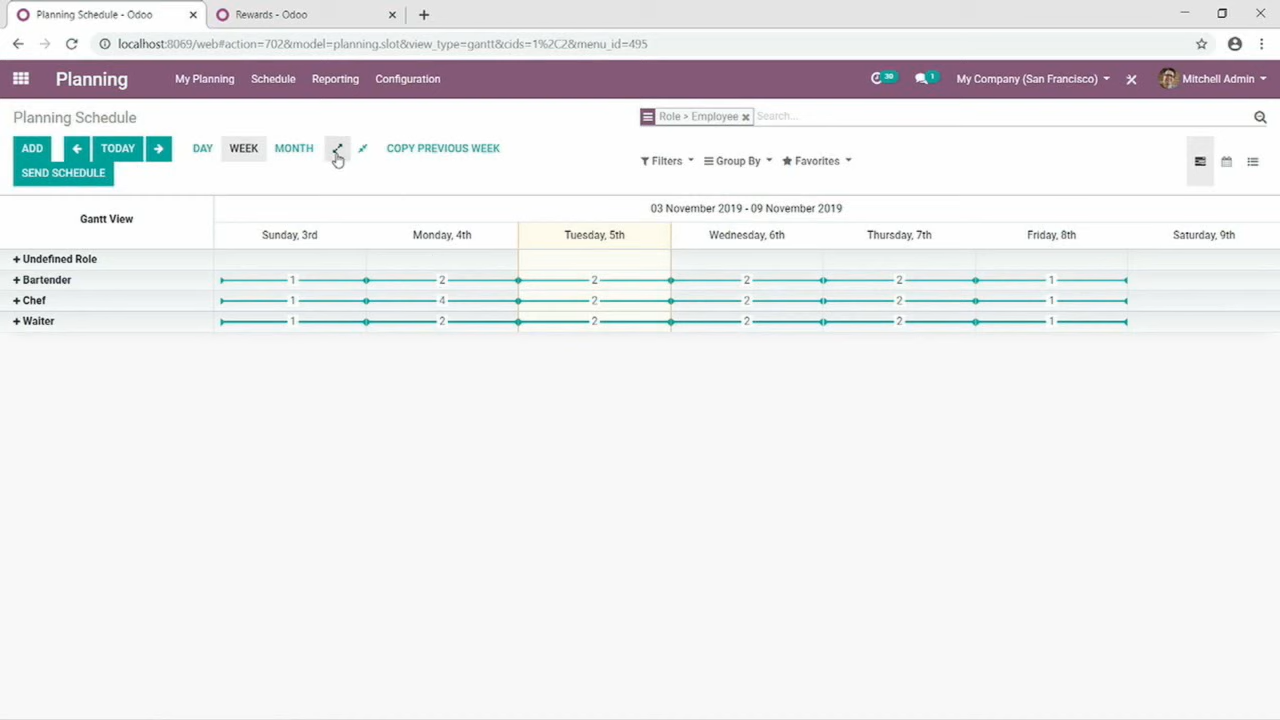 Planning Schedule - Odoo
Rewards - Odoo
localhost:8069/web#action=702&model=planning.slot&view_type=gantt&cids=1%2C2&menu_id=495
Planning My Planning Schedule Reporting Configuration 39 1 My Company (San Francisco) Mitchell Admin
Planning Schedule
Role > Employee Search...
ADD TODAY DAY WEEK MONTH COPY PREVIOUS WEEK
SEND SCHEDULE
Filters Group By Favorites
Gantt View
03 November 2019 - 09 November 2019
Sunday, 3rd Monday, 4th Tuesday, 5th Wednesday, 6th Thursday, 7th Friday, 8th Saturday, 9th
Undefined Role
Bartender 1 2 2 2 2 1
Chef 1 4 2 2 2 1
Waiter 1 2 2 2 2 1